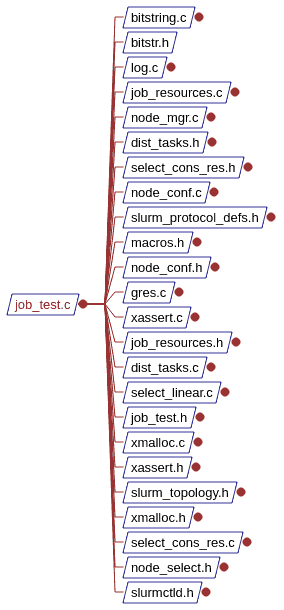 bitstring.c
bitstr.h
log.c
job_resources.c
node_mgr.c
dist_tasks.h
select_cons_res.h
node_conf.c
slurm_protocol_defs.h
macros.h
node_conf.h
gres.c
job_test.c
xassert.c
job_resources.h
dist_tasks.c
select_linear.c
job_test.h
xmalloc.c
xassert.h
slurm_topology.h
xmalloc.h
select_cons_res.c
node_select.h
slurmctld.h